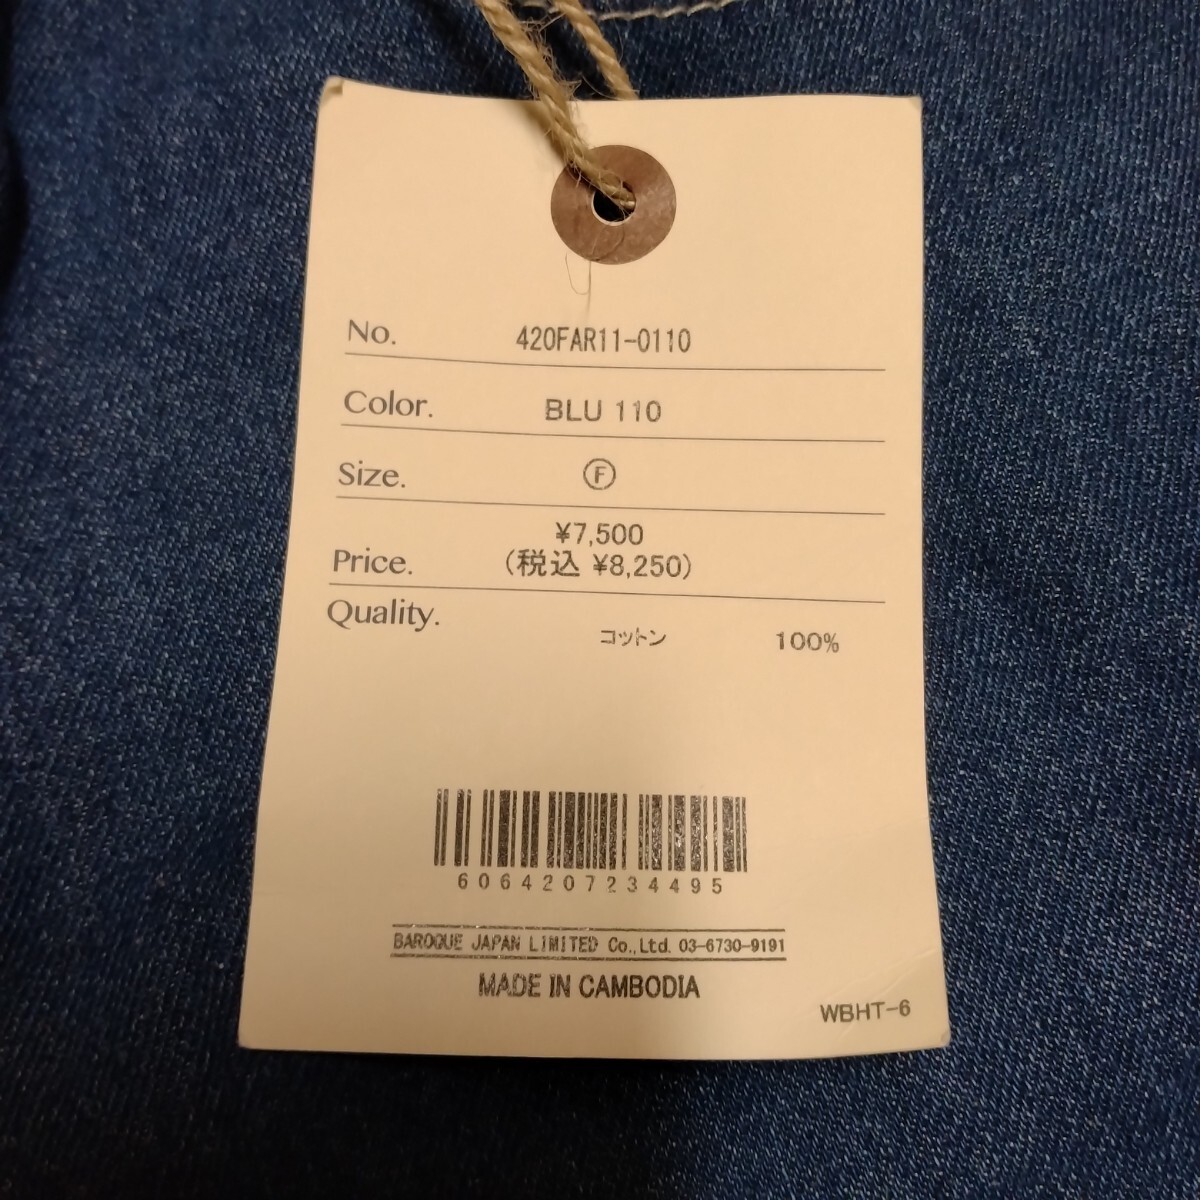 No. 420FAR11-0110
Color. BLU 110
Size. Ⓕ
¥7,500
Price. (税込 ¥8,250)
Quality.
コットン 100%
6064207234495
BAROQUE JAPAN LIMITED Co.,Ltd. 03-6730-9191
MADE IN CAMBODIA
WBHT-6